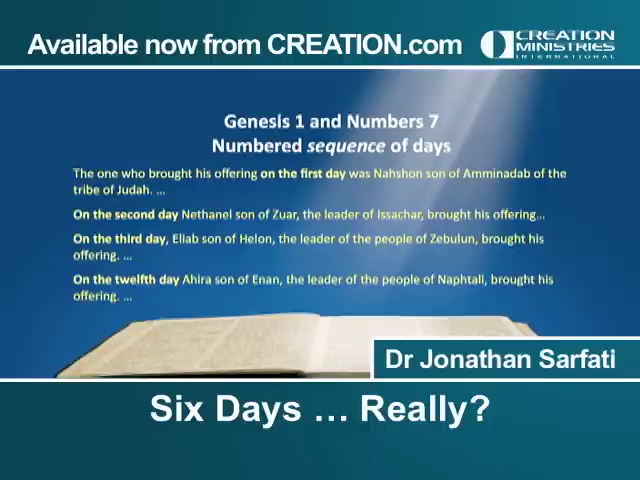 Available now from CREATION.com
CREATION
MINISTRIES
INTERNATIONAL
Genesis 1 and Numbers 7
Numbered sequence of days
The one who brought his offering on the first day was Nahshon son of Amminadab of the
tribe of Judah. ...
On the second day Nethanel son of Zuar, the leader of Issachar, brought his offering...
On the third day, Eliab son of Helon, the leader of the people of Zebulun, brought his
offering. ...
On the twelfth day Ahira son of Enan, the leader of the people of Naphtali, brought his
offering. ...
Dr Jonathan Sarfati
Six Days ... Really?